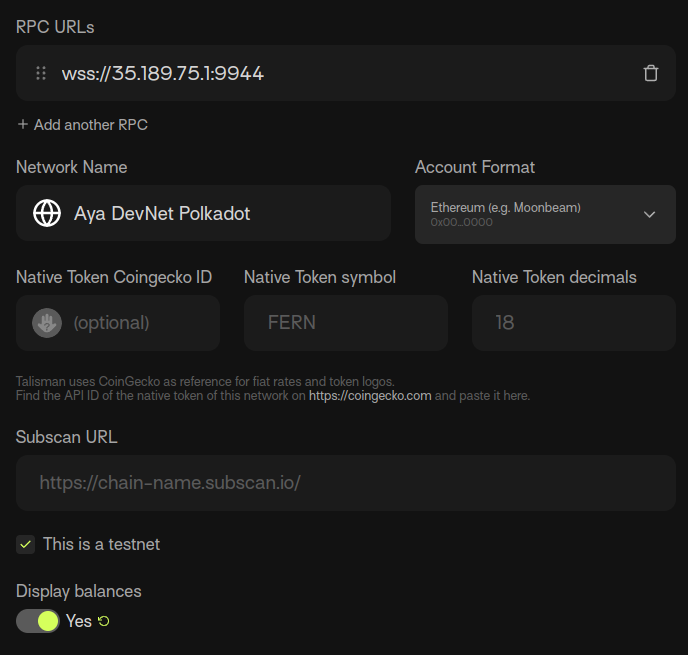 RPC URLs
wss://35.189.75.1:9944
+ Add another RPC
Network Name
Account Format
Aya DevNet Polkadot
Ethereum (e.g. Moonbeam)
0x00...0000
Native Token Coingecko ID
Native Token symbol
Native Token decimals
(optional)
FERN
18
Talisman uses CoinGecko as reference for fiat rates and token logos.
Find the API ID of the native token of this network on https://coingecko.com and paste it here.
Subscan URL
https://chain-name.subscan.io/
This is a testnet
Display balances
Yes